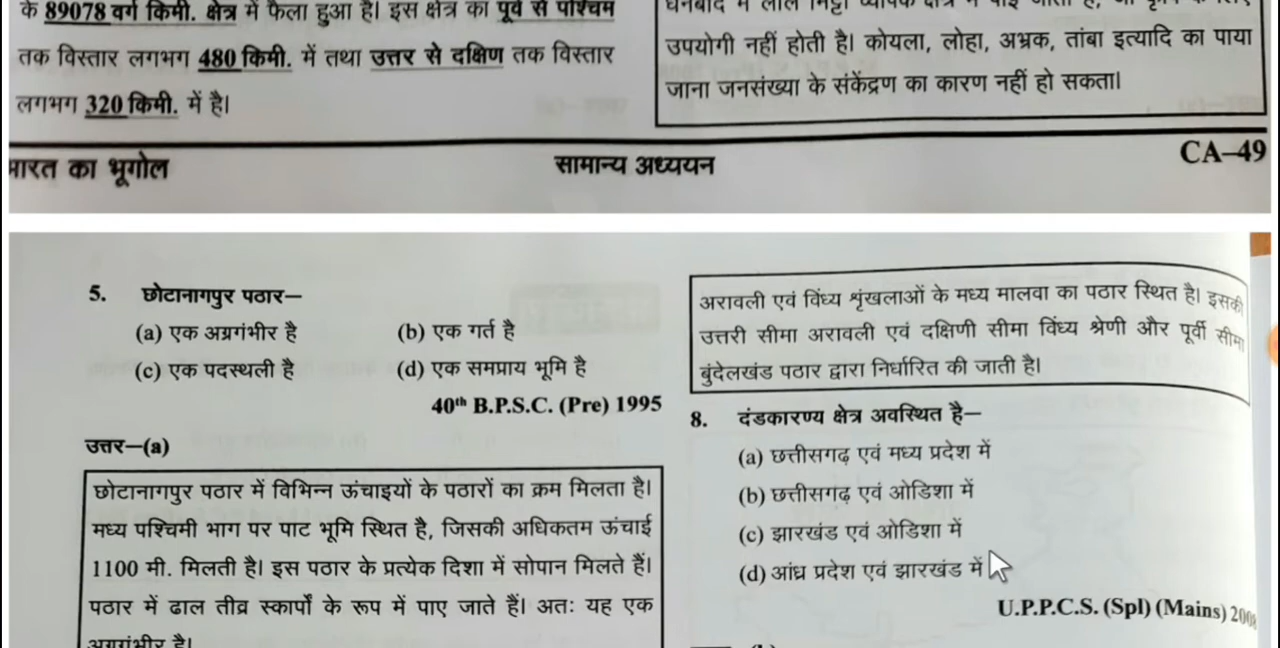 के 89078 वर्ग किमी. क्षेत्र में फैला हुआ है। इस क्षेत्र का पूर्व से पश्चिम
तक विस्तार लगभग 480 किमी. में तथा उत्तर से दक्षिण तक विस्तार
लगभग 320 किमी. में है।
धनबाद में लाल मिट्टी व्यापक क्षेत्र में पाई जाती है,
उपयोगी नहीं होती है। कोयला, लोहा, अभ्रक, तांबा इत्यादि का पाया
जाना जनसंख्या के संकेंद्रण का कारण नहीं हो सकता।
भारत का भूगोल
सामान्य अध्ययन
CA–49
5. छोटानागपुर पठार–
(a) एक अग्रगंभीर है
(b) एक गर्त है
(c) एक पदस्थली है
(d) एक समप्राय भूमि है
40th B.P.S.C. (Pre) 1995
उत्तर–(a)
छोटानागपुर पठार में विभिन्न ऊंचाइयों के पठारों का क्रम मिलता है।
मध्य पश्चिमी भाग पर पाट भूमि स्थित है, जिसकी अधिकतम ऊंचाई
1100 मी. मिलती है। इस पठार के प्रत्येक दिशा में सोपान मिलते हैं।
पठार में ढाल तीव्र स्कार्पों के रूप में पाए जाते हैं। अतः यह एक
अग्रगंभीर है।
अरावली एवं विंध्य शृंखलाओं के मध्य मालवा का पठार स्थित है। इसकी
उत्तरी सीमा अरावली एवं दक्षिणी सीमा विंध्य श्रेणी और पूर्वी सीमा
बुंदेलखंड पठार द्वारा निर्धारित की जाती है।
8. दंडकारण्य क्षेत्र अवस्थित है–
(a) छत्तीसगढ़ एवं मध्य प्रदेश में
(b) छत्तीसगढ़ एवं ओडिशा में
(c) झारखंड एवं ओडिशा में
(d) आंध्र प्रदेश एवं झारखंड में
U.P.P.C.S. (Spl) (Mains) 2008